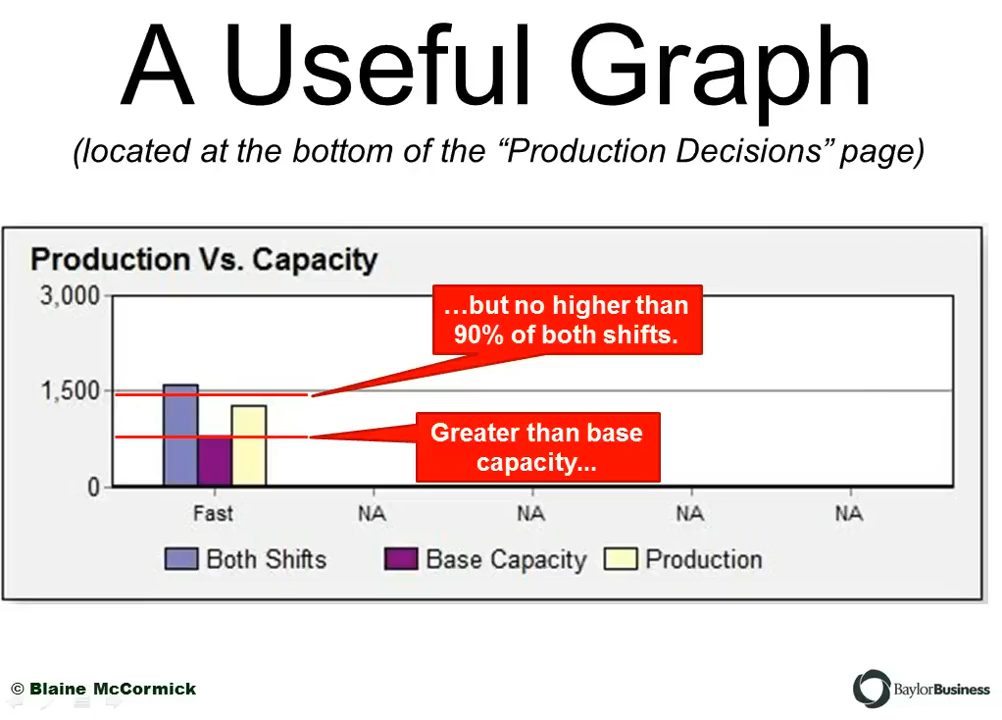 A Useful Graph
(located at the bottom of the “Production Decisions” page)
Production Vs. Capacity
3,000
…but no higher than
90% of both shifts.
1,500
Greater than base
capacity...
0
Fast NA NA NA NA
Both Shifts Base Capacity Production
© Blaine McCormick
BaylorBusiness